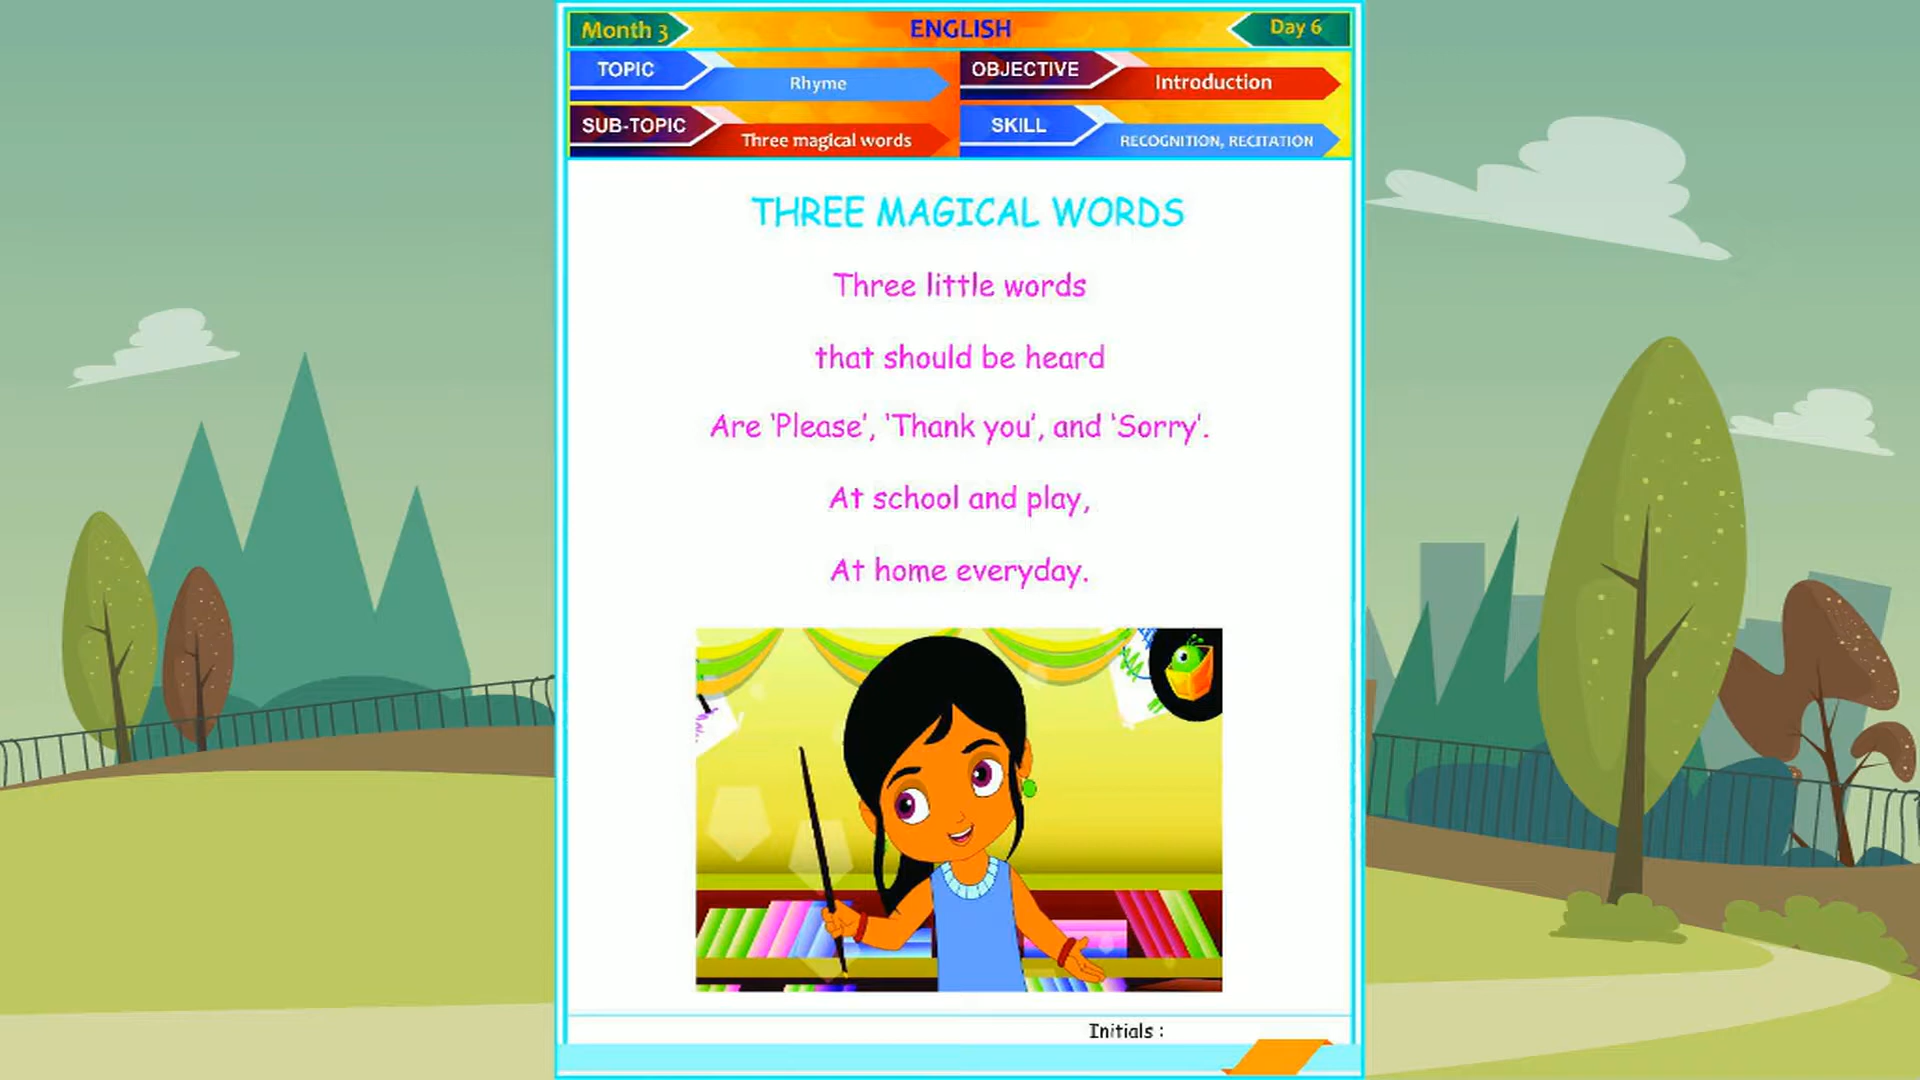 Month 3
ENGLISH
Day 6
TOPIC
Rhyme
OBJECTIVE
Introduction
SUB-TOPIC
Three magical words
SKILL
RECOGNITION, RECITATION
THREE MAGICAL WORDS
Three little words
that should be heard
Are ‘Please’, ‘Thank you’, and ‘Sorry’.
At school and play,
At home everyday.
Initials :